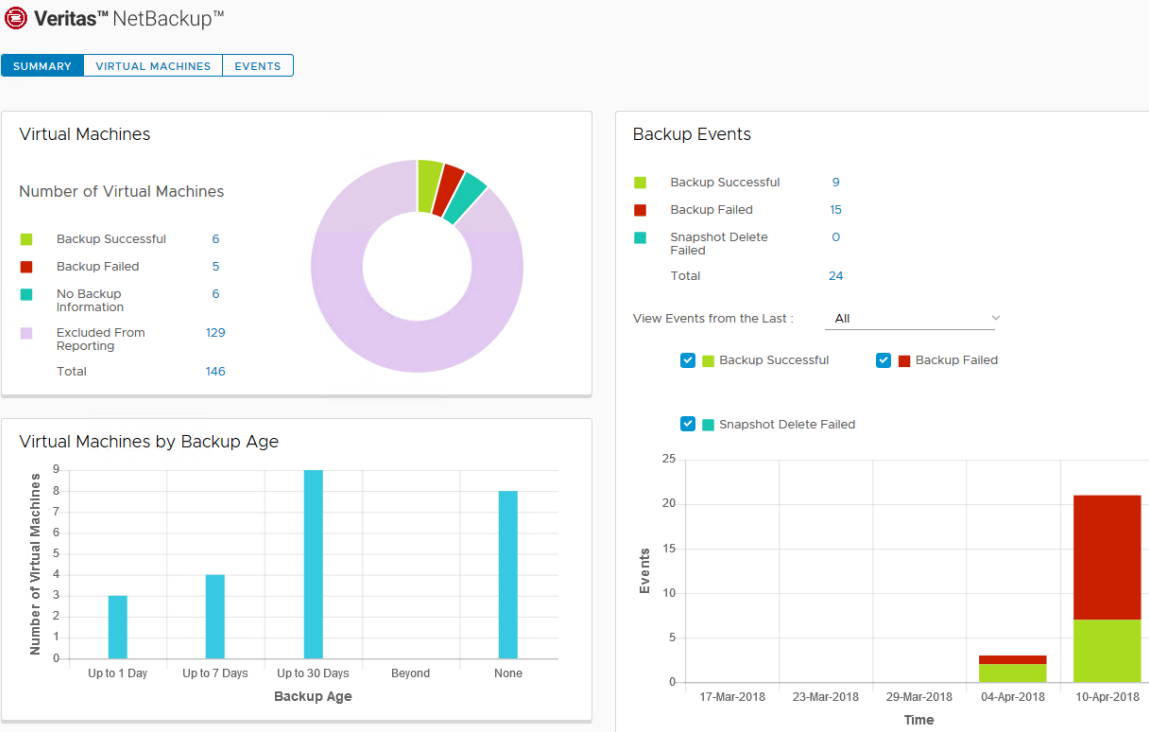 Veritas™ NetBackup™
SUMMARY VIRTUAL MACHINES EVENTS
Virtual Machines
Number of Virtual Machines
Backup Successful 6
Backup Failed 5
No Backup 6
Information
Excluded From 129
Reporting
Total 146
Virtual Machines by Backup Age
Number of Virtual Machines
9
8
7
6
5
4
3
2
1
0
Up to 1 Day Up to 7 Days Up to 30 Days Beyond None
Backup Age
Backup Events
Backup Successful 9
Backup Failed 15
Snapshot Delete 0
Failed
Total 24
View Events from the Last : All
Backup Successful Backup Failed
Snapshot Delete Failed
Events
25
20
15
10
5
0
17-Mar-2018 23-Mar-2018 29-Mar-2018 04-Apr-2018 10-Apr-2018
Time